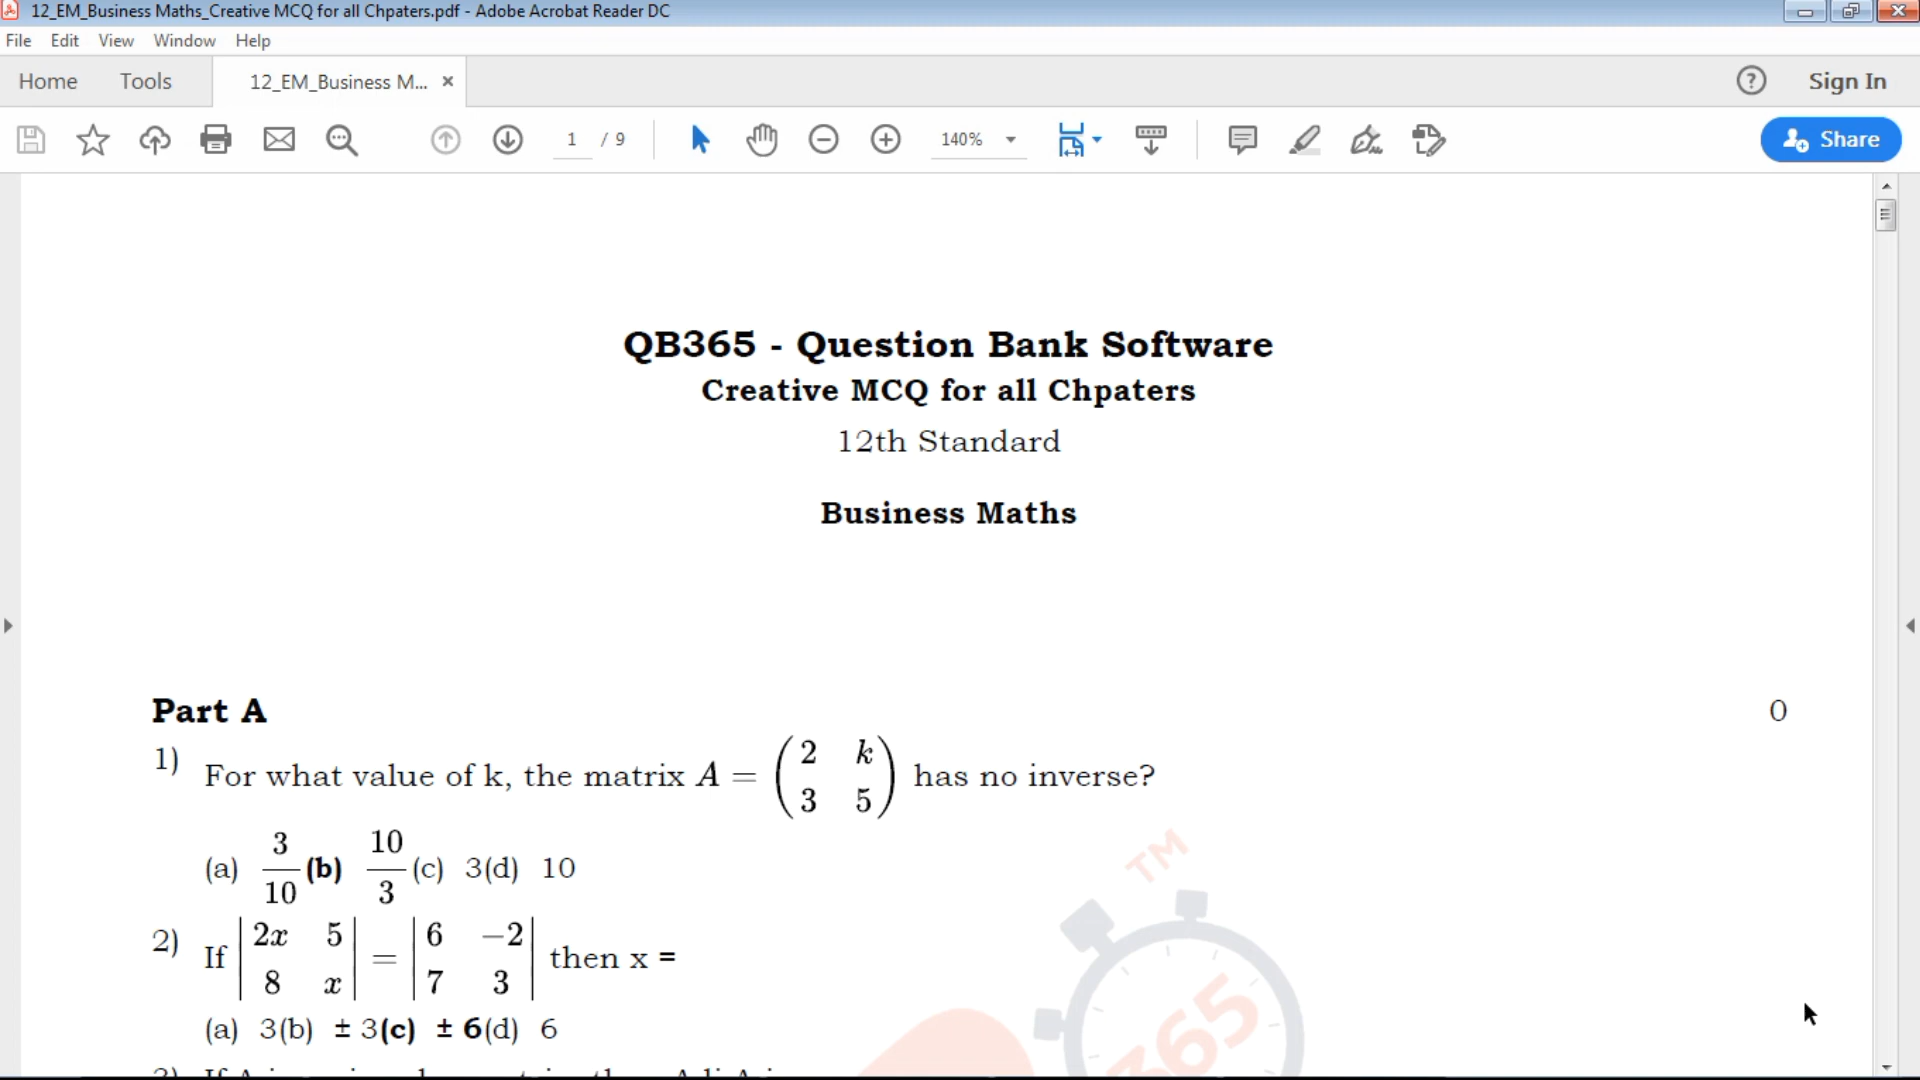 12_EM_Business Maths_Creative MCQ for all Chpaters.pdf - Adobe Acrobat Reader DC
File Edit View Window Help
Home Tools 12_EM_Business M... × ? Sign In
1 / 9 140% Share
QB365 - Question Bank Software
Creative MCQ for all Chpaters
12th Standard
Business Maths
Part A 0
1) For what value of k, the matrix A = (2 k
3 5) has no inverse?
(a) 3/10 (b) 10/3 (c) 3(d) 10
2) If |2x 5
8 x| = |6 −2
7 3| then x =
(a) 3(b) ± 3(c) ± 6(d) 6
TM
365